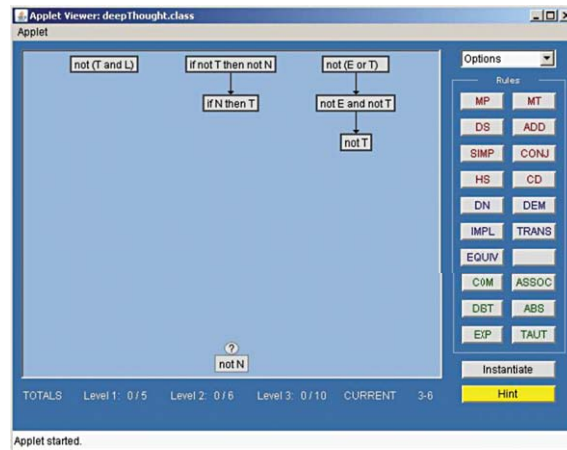 Applet Viewer: deepThought.class
Applet
not (T and L)
if not T then not N
not (E or T)
if N then T
not E and not T
not T
?
not N
TOTALS Level 1: 0 / 5 Level 2: 0 / 6 Level 3: 0 / 10 CURRENT 3-6
Options
Rules
MP MT
DS ADD
SIMP CONJ
HS CD
DN DEM
IMPL TRANS
EQUIV
COM ASSOC
DBT ABS
EXP TAUT
Instantiate
Hint
Applet started.